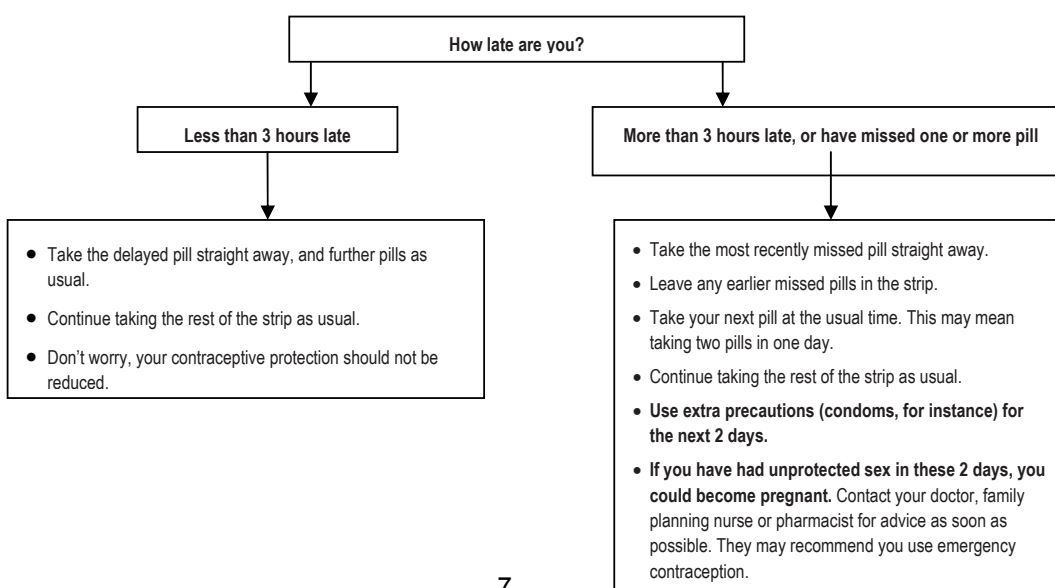 How late are you?
Less than 3 hours late
More than 3 hours late, or have missed one or more pill
• Take the delayed pill straight away, and further pills as
usual.
• Continue taking the rest of the strip as usual.
• Don't worry, your contraceptive protection should not be
reduced.
• Take the most recently missed pill straight away.
• Leave any earlier missed pills in the strip.
• Take your next pill at the usual time. This may mean
taking two pills in one day.
• Continue taking the rest of the strip as usual.
• Use extra precautions (condoms, for instance) for
the next 2 days.
• If you have had unprotected sex in these 2 days, you
could become pregnant. Contact your doctor, family
planning nurse or pharmacist for advice as soon as
possible. They may recommend you use emergency
contraception.
7